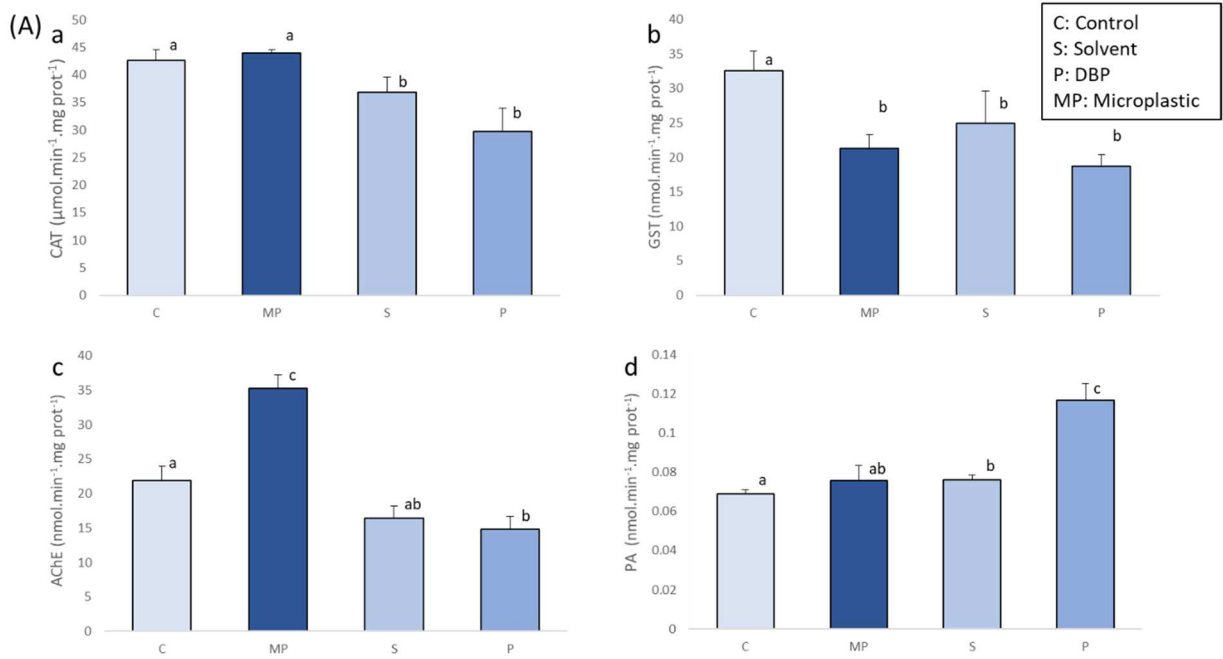 (A)
a
CAT (µmol.min⁻¹.mg prot⁻¹)
50
45
40
35
30
25
20
15
10
5
0
a
a
b
b
C
MP
S
P
b
GST (nmol.min⁻¹.mg prot⁻¹)
40
35
30
25
20
15
10
5
0
a
b
b
b
C
MP
S
P
C: Control
S: Solvent
P: DBP
MP: Microplastic
c
AChE (nmol.min⁻¹.mg prot⁻¹)
40
35
30
25
20
15
10
5
0
a
c
ab
b
C
MP
S
P
d
PA (nmol.min⁻¹.mg prot⁻¹)
0.14
0.12
0.1
0.08
0.06
0.04
0.02
0
a
ab
b
c
C
MP
S
P